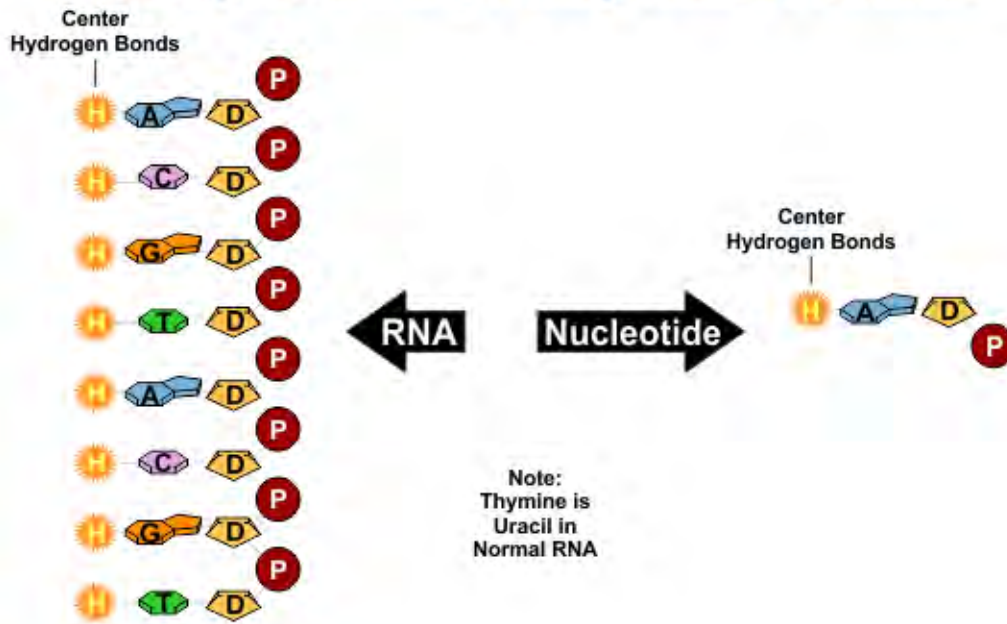 Center
Hydrogen Bonds
P
H A D
P
H C D
P
H G D
P
H T D
P
H A D
P
H C D
P
H G D
P
H T D
RNA
Nucleotide
Note:
Thymine is
Uracil in
Normal RNA
Center
Hydrogen Bonds
H A D
P